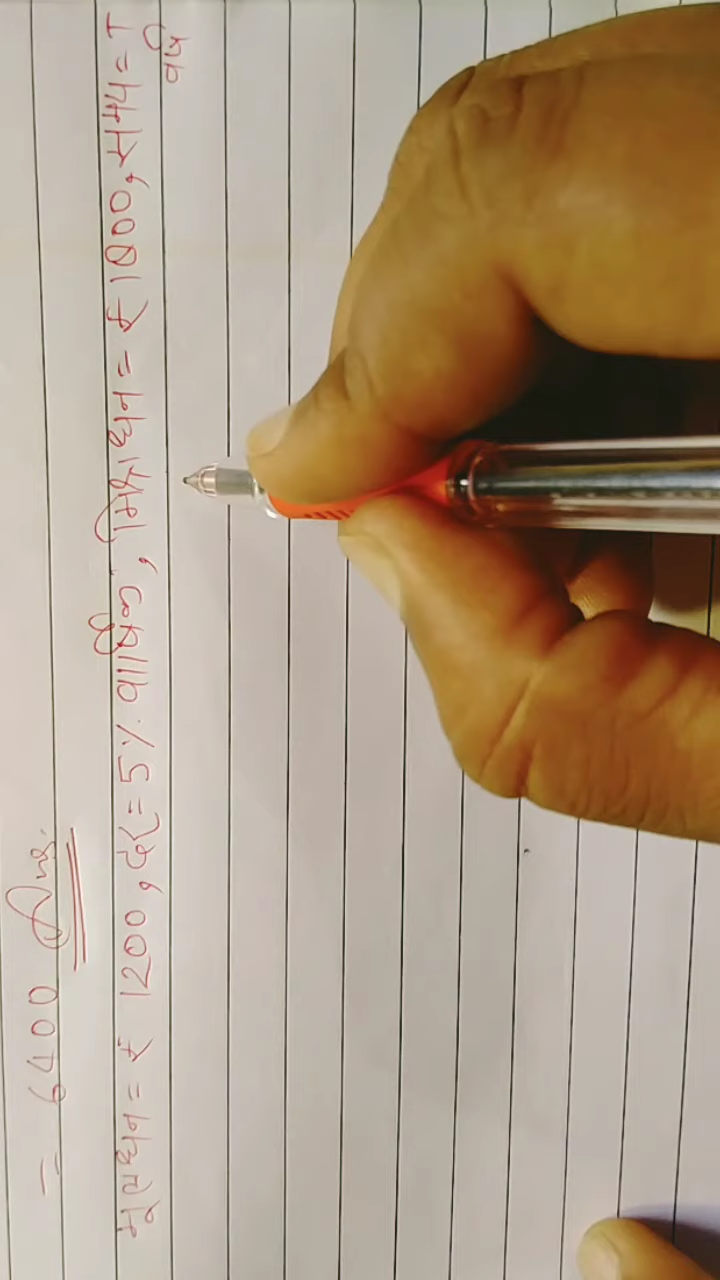 = 6400 Ans.
मूलधन = ₹ 1200, दर = 5% वार्षिक, मिश्रधन = ₹ 1800, समय = T
वर्ष